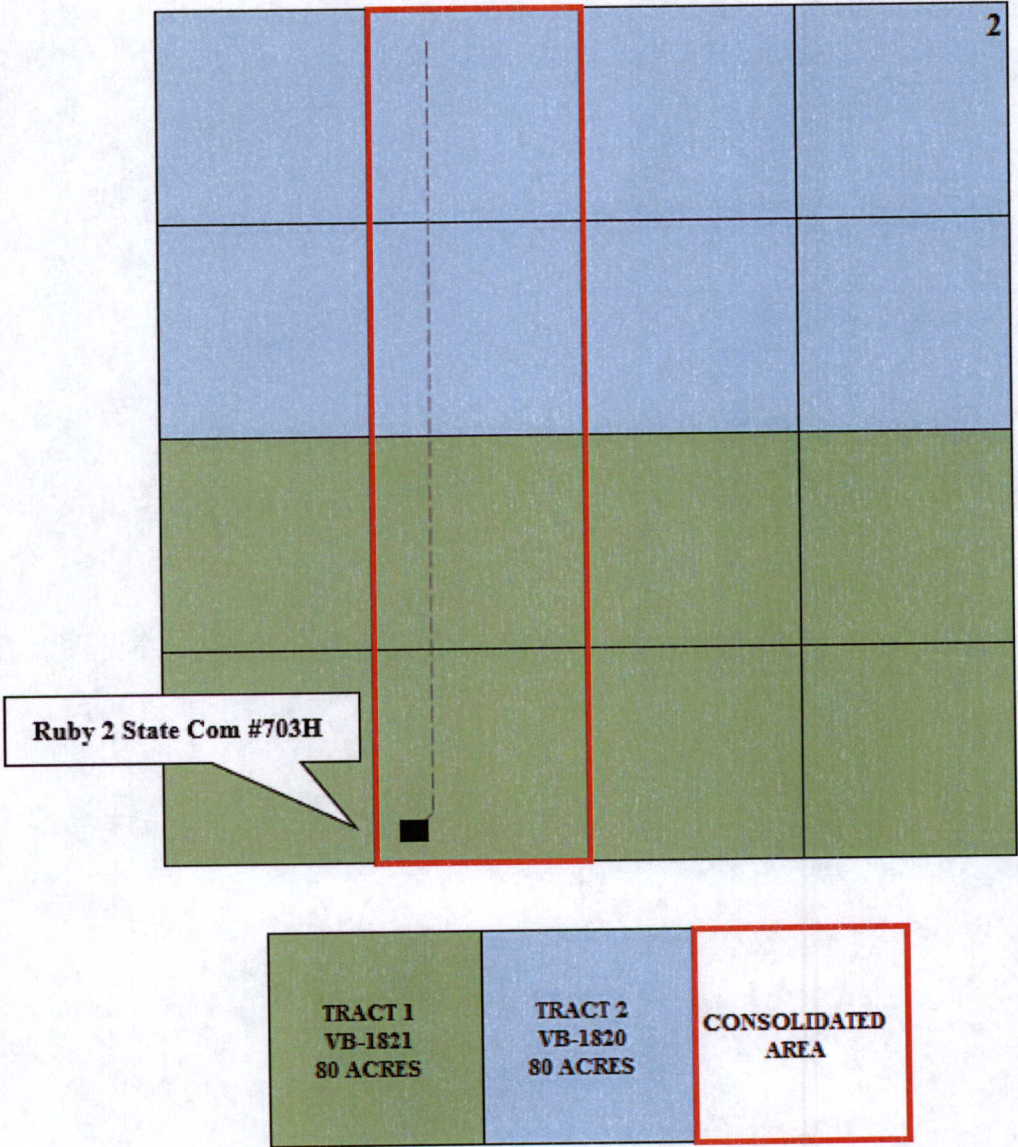 2
Ruby 2 State Com #703H
TRACT 1
VB-1821
80 ACRES
TRACT 2
VB-1820
80 ACRES
CONSOLIDATED
AREA